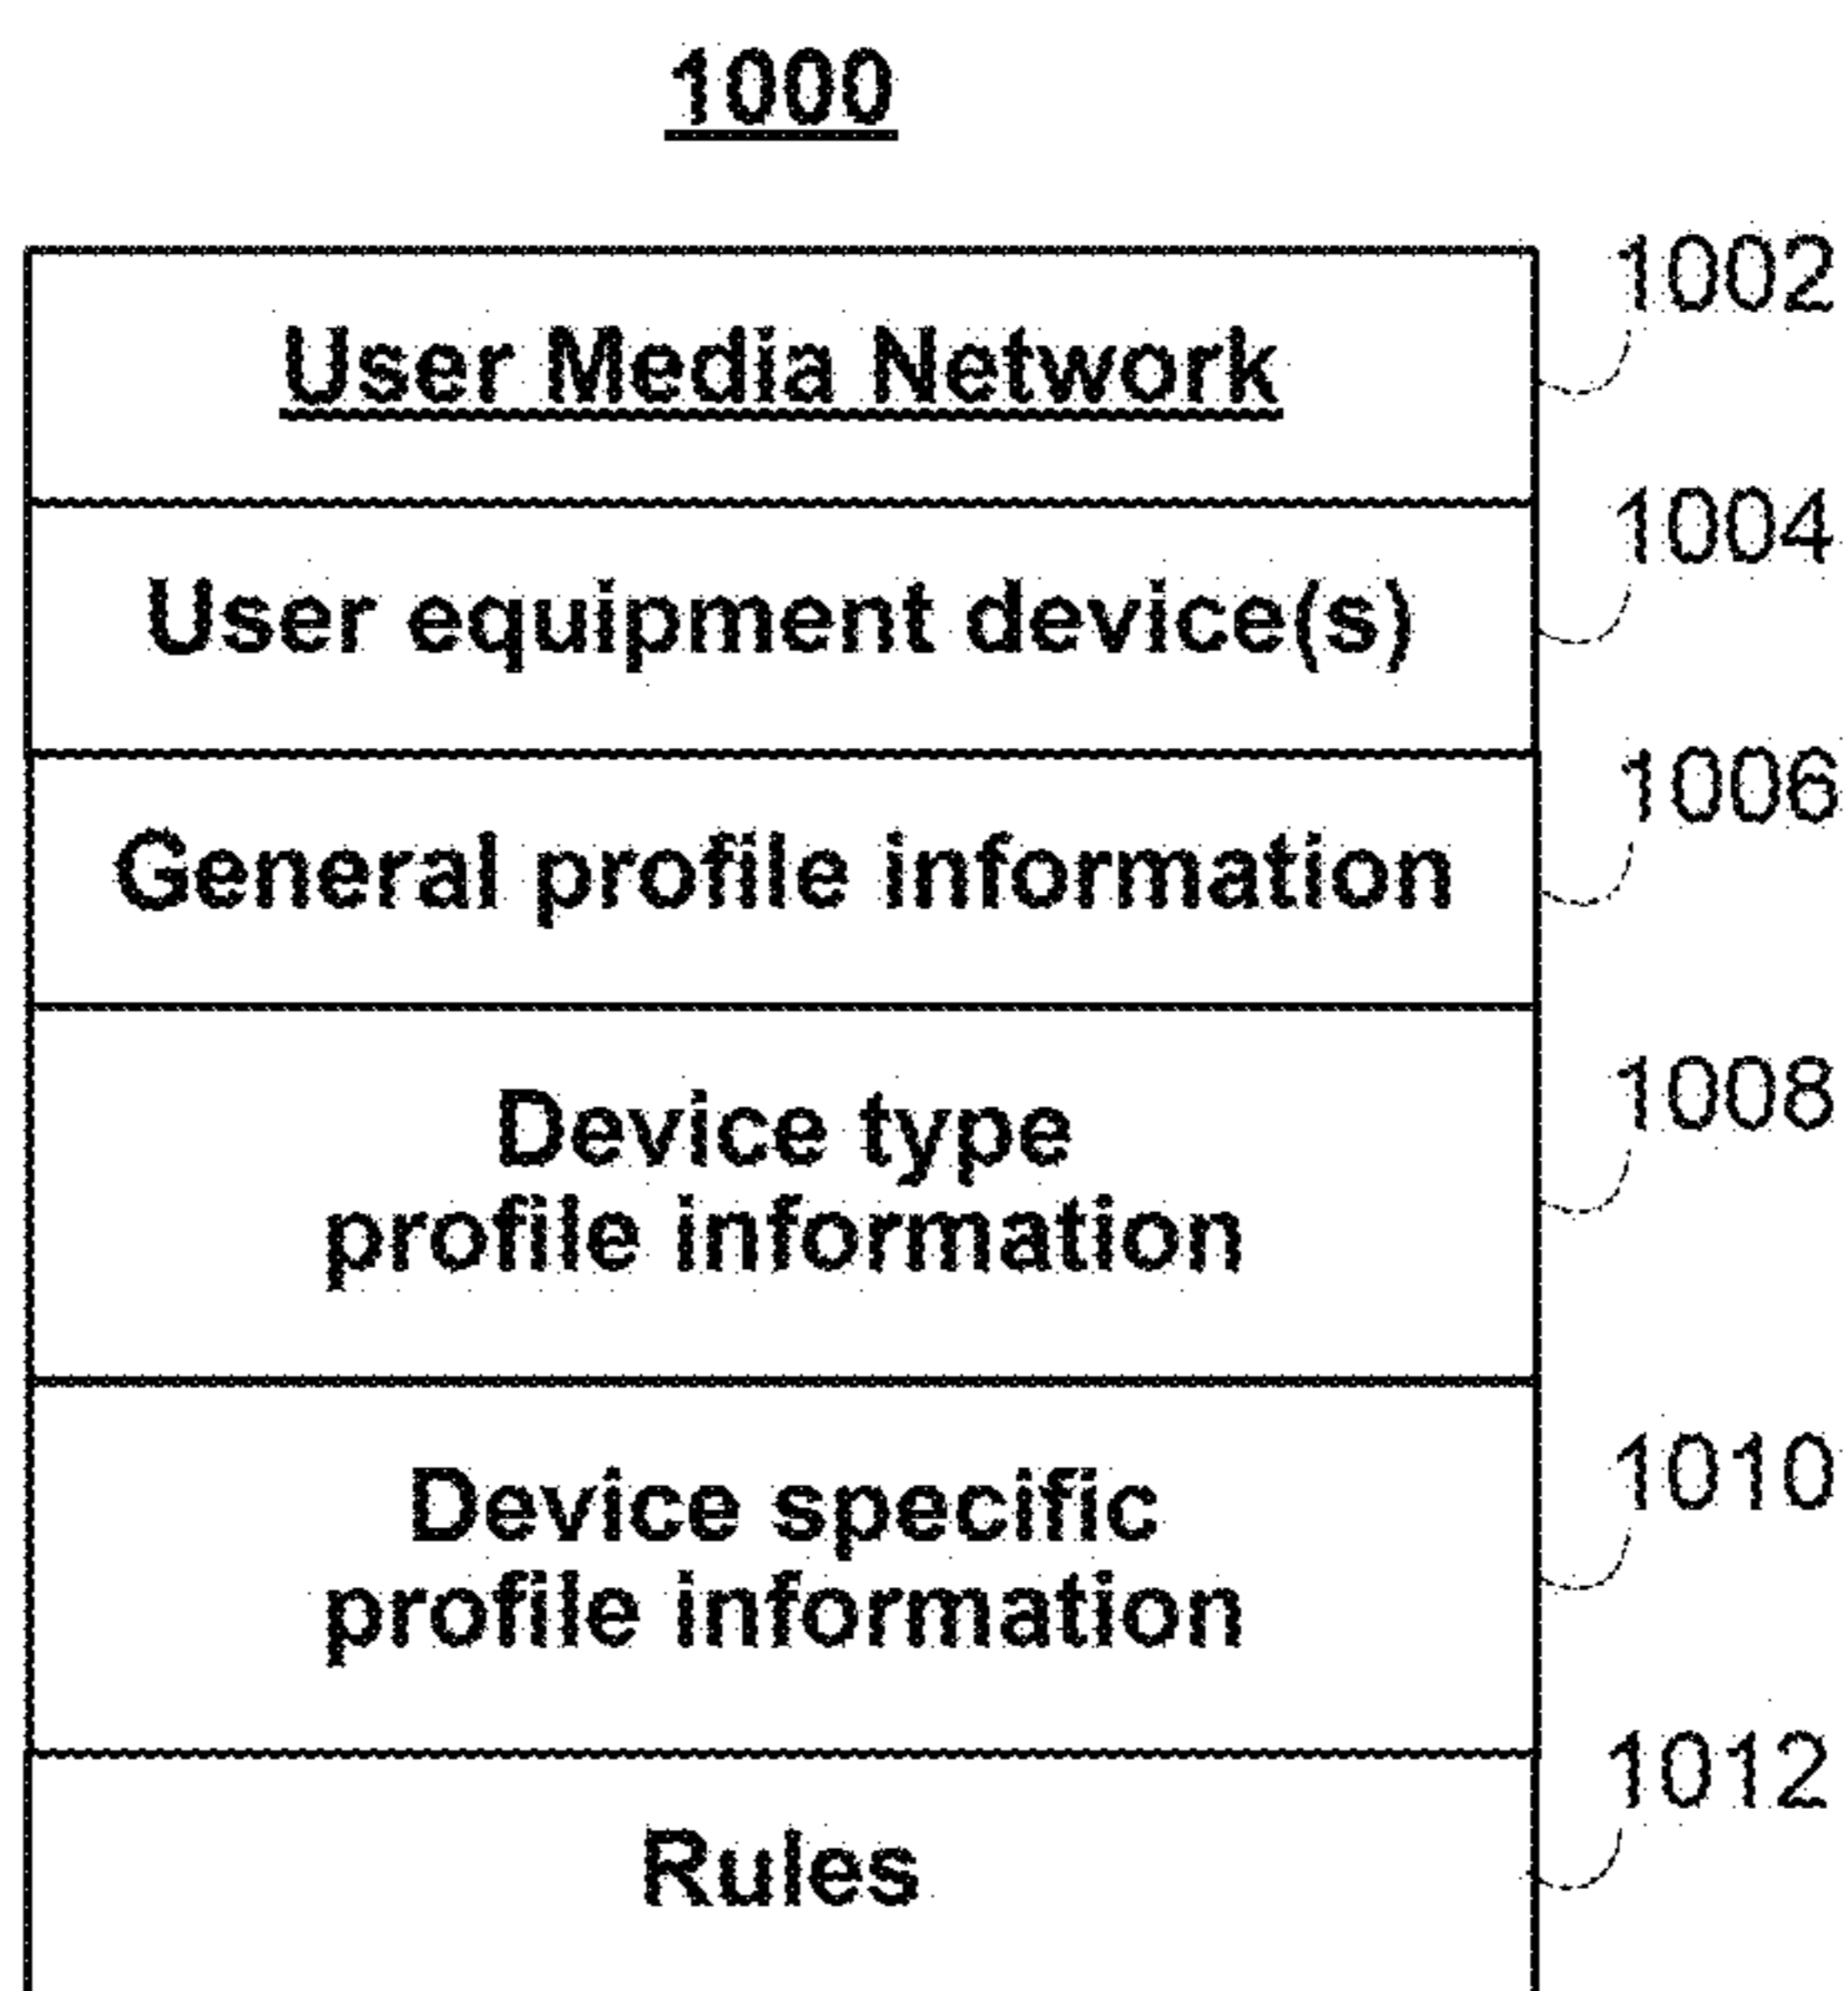 1000
User Media Network
1002
User equipment device(s)
1004
General profile information
1006
Device type
profile information
1008
Device specific
profile information
1010
Rules
1012